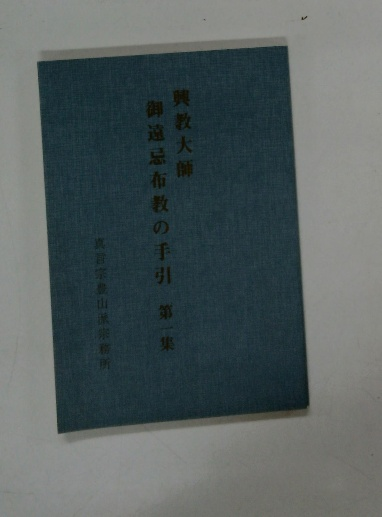 興教大師
御遠忌布教の手引 第一集
真言宗豊山派宗務所